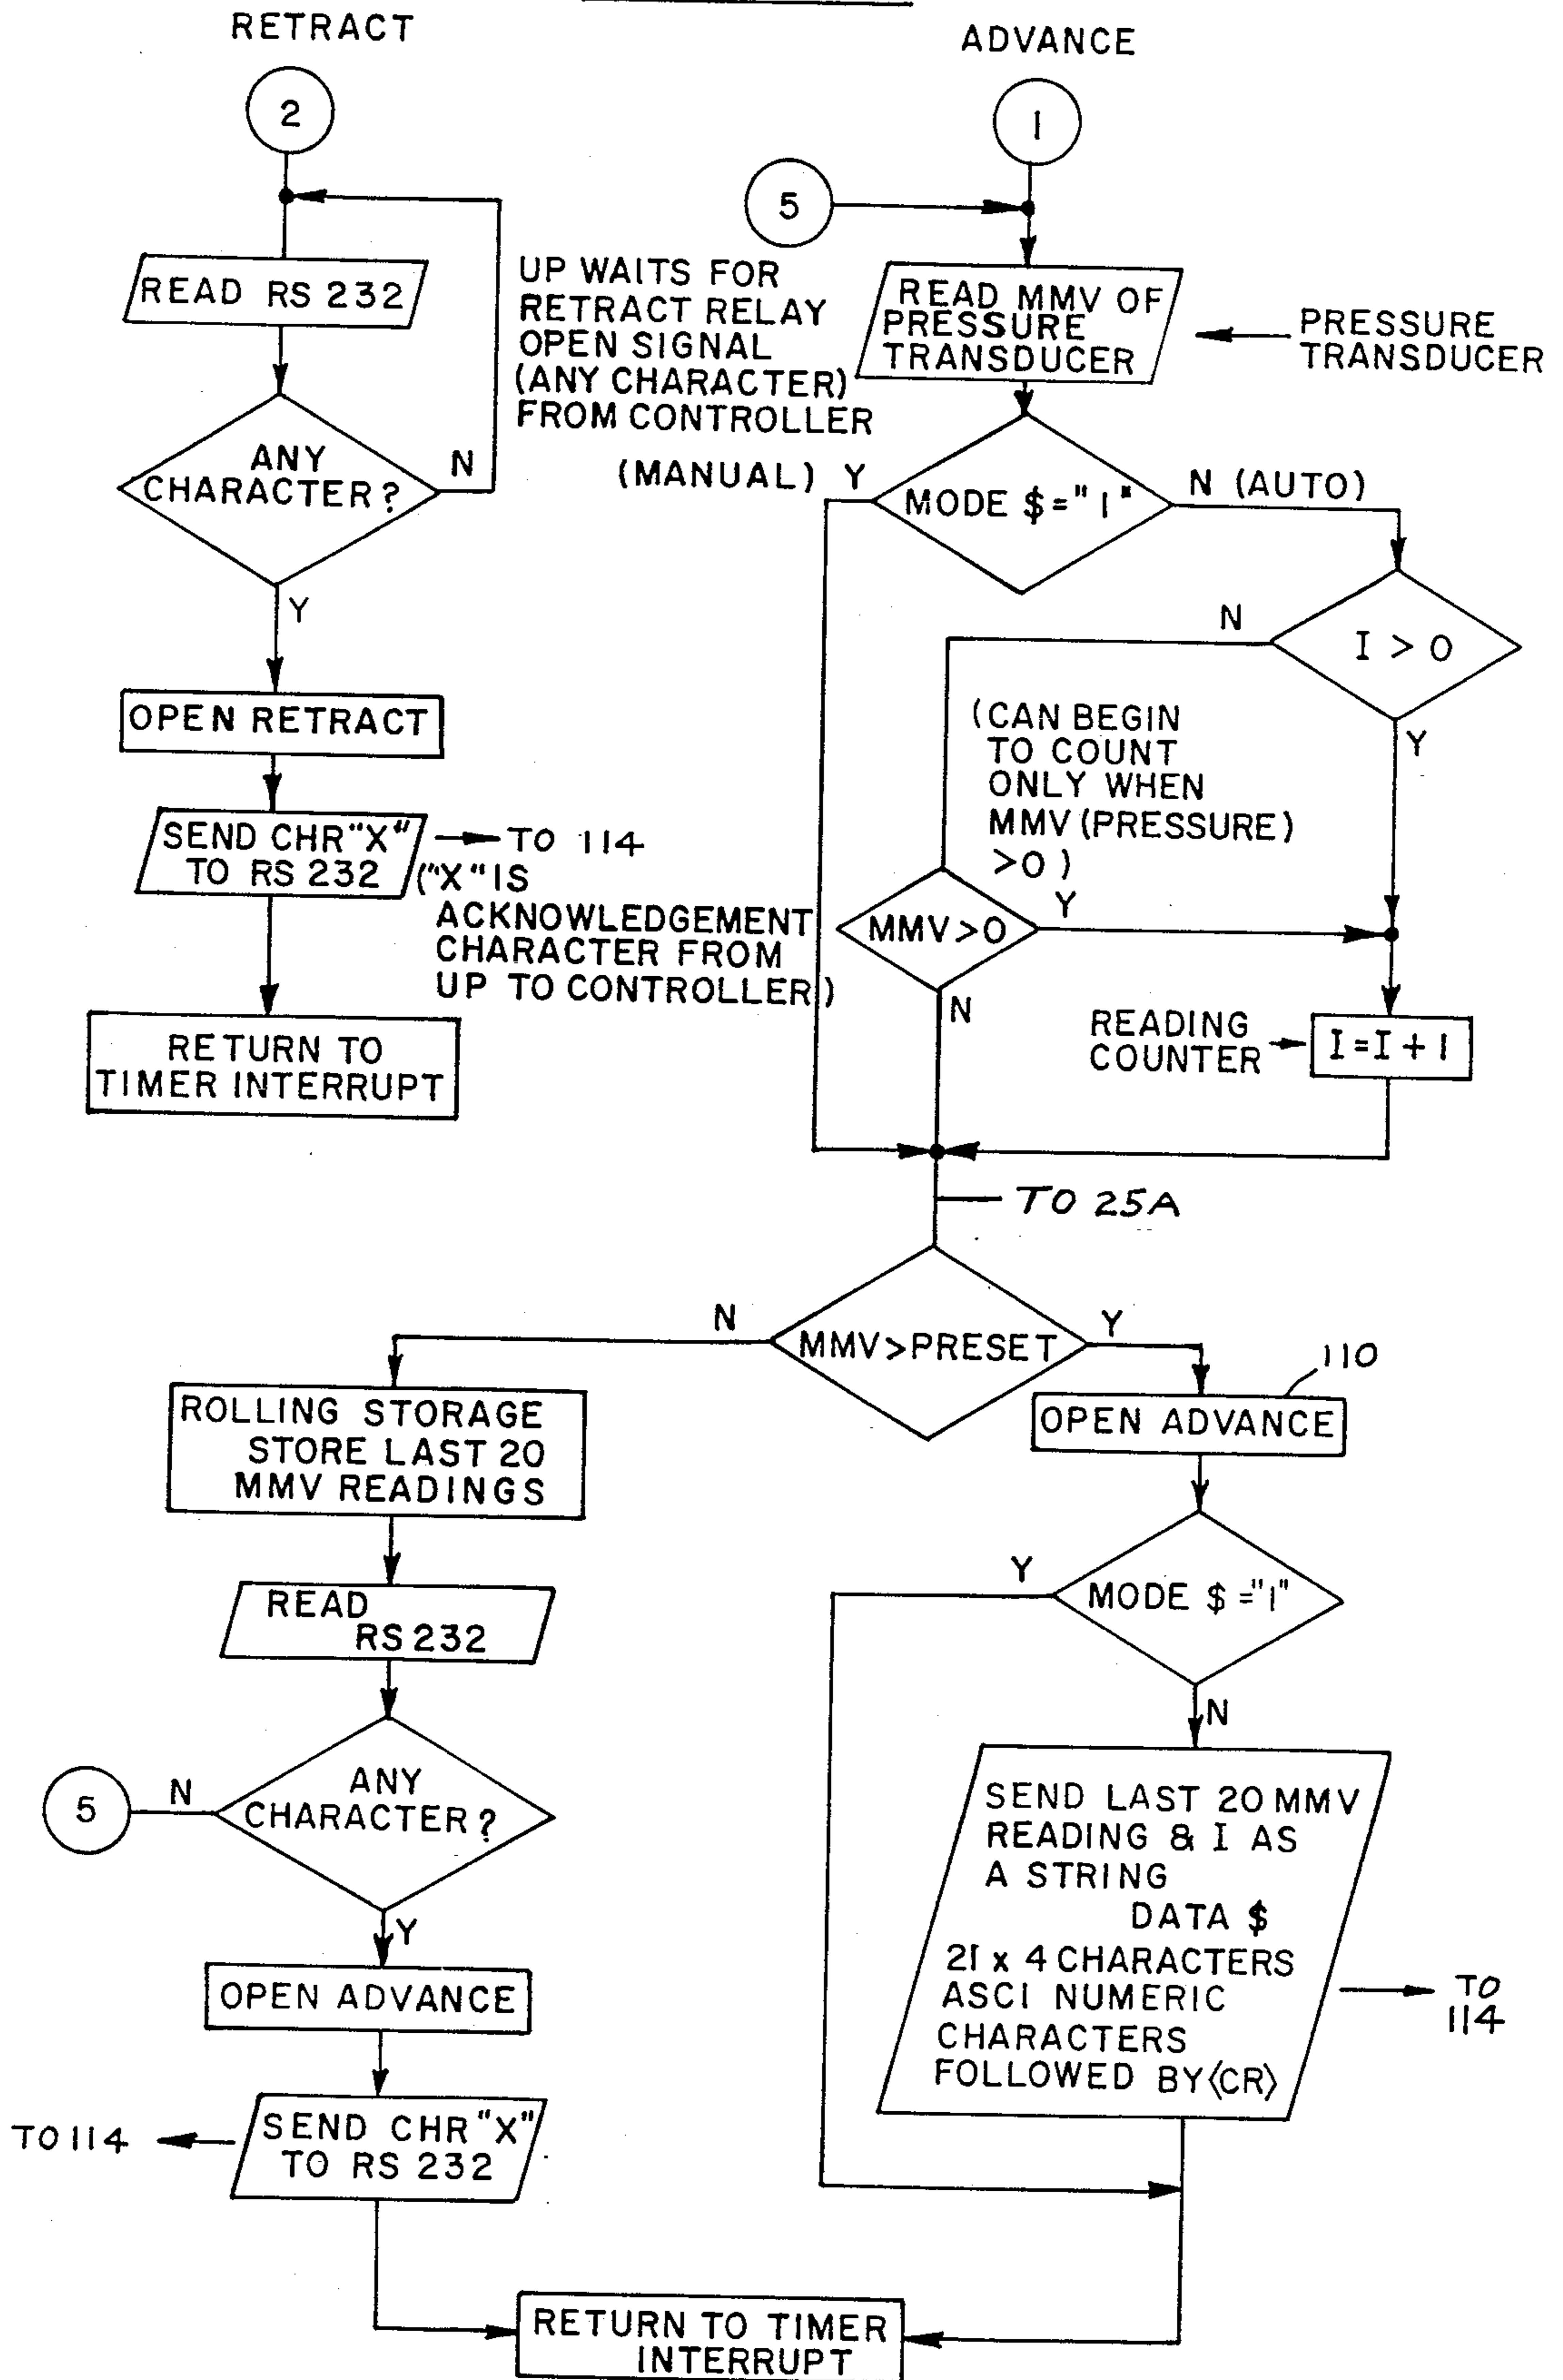 RETRACT
2
READ RS 232
UP WAITS FOR
RETRACT RELAY
OPEN SIGNAL
(ANY CHARACTER)
FROM CONTROLLER
ANY
CHARACTER?
N
Y
OPEN RETRACT
SEND CHR "X"
TO RS 232
TO 114
("X" IS
ACKNOWLEDGEMENT
CHARACTER FROM
UP TO CONTROLLER)
RETURN TO
TIMER INTERRUPT
ADVANCE
1
5
READ MMV OF
PRESSURE
TRANSDUCER
PRESSURE
TRANSDUCER
(MANUAL) Y
MODE $ = "1"
N (AUTO)
N
I > 0
Y
(CAN BEGIN
TO COUNT
ONLY WHEN
MMV (PRESSURE)
>0 )
MMV>0
Y
N
READING
COUNTER
I=I+1
TO 25A
N
MMV>PRESET
Y
110
ROLLING STORAGE
STORE LAST 20
MMV READINGS
READ
RS 232
5
N
ANY
CHARACTER?
Y
OPEN ADVANCE
TO 114
SEND CHR "X"
TO RS 232
OPEN ADVANCE
Y
MODE $ = "1"
N
SEND LAST 20 MMV
READING & I AS
A STRING
DATA $
21 x 4 CHARACTERS
ASCI NUMERIC
CHARACTERS
FOLLOWED BY <CR>
TO
114
RETURN TO TIMER
INTERRUPT